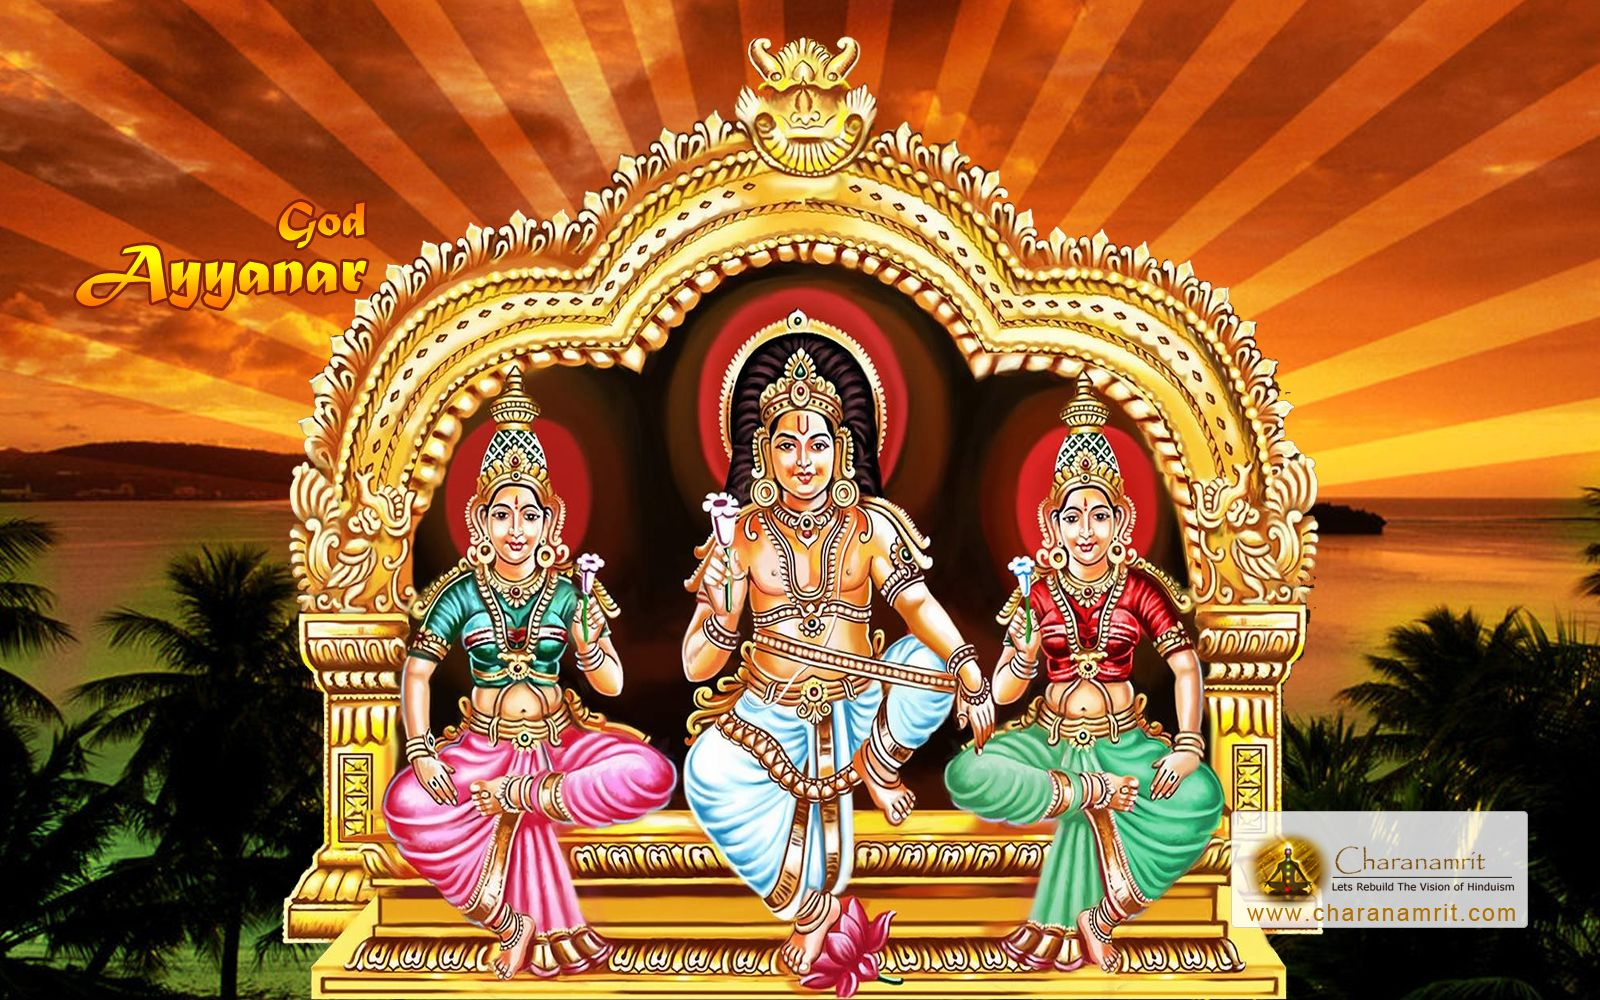 God
Ayyanar
Charanamrit
Lets Rebuild The Vision of Hinduism
www.charanamrit.com